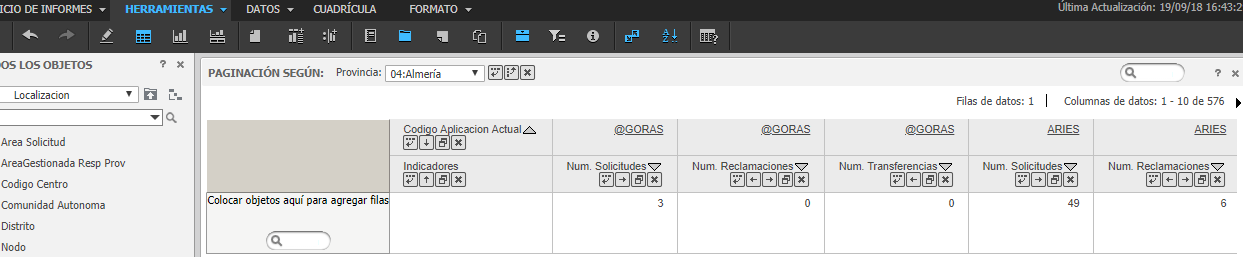 CIO DE INFORMES HERRAMIENTAS DATOS CUADRÍCULA FORMATO Última Actualización: 19/09/18 16:43:2
OS LOS OBJETOS
PAGINACIÓN SEGÚN: Provincia: 04:Almería
Localizacion
Filas de datos: 1 Columnas de datos: 1 - 10 de 576
Area Solicitud
AreaGestionada Resp Prov
Codigo Centro
Comunidad Autonoma
Distrito
Nodo
Codigo Aplicacion Actual @GORAS @GORAS @GORAS ARIES ARIES
Indicadores Num. Solicitudes Num. Reclamaciones Num. Transferencias Num. Solicitudes Num. Reclamaciones
Colocar objetos aquí para agregar filas 3 0 0 49 6